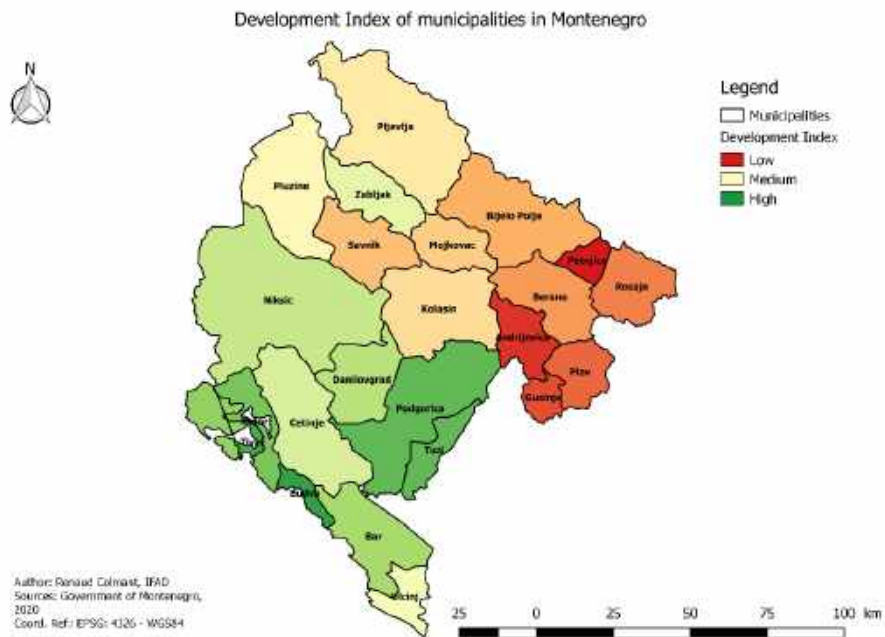 Development Index of municipalities in Montenegro
N
Legend
Municipalities
Development Index
Low
Medium
High
Pljevlja
Pluzine
Zabljak
Bijelo Polje
Savnik
Mojkovac
Petnjica
Rozaje
Berane
Niksic
Kolasin
Andrijevica
Plav
Danilovgrad
Gusinje
Podgorica
Cetinje
Tuzi
Budva
Bar
Ulcinj
Author: Renaud Colmant, IFAD
Sources: Government of Montenegro,
2020
Coord. Ref: EPSG: 4326 - WGS84
25 0 25 50 75 100 km